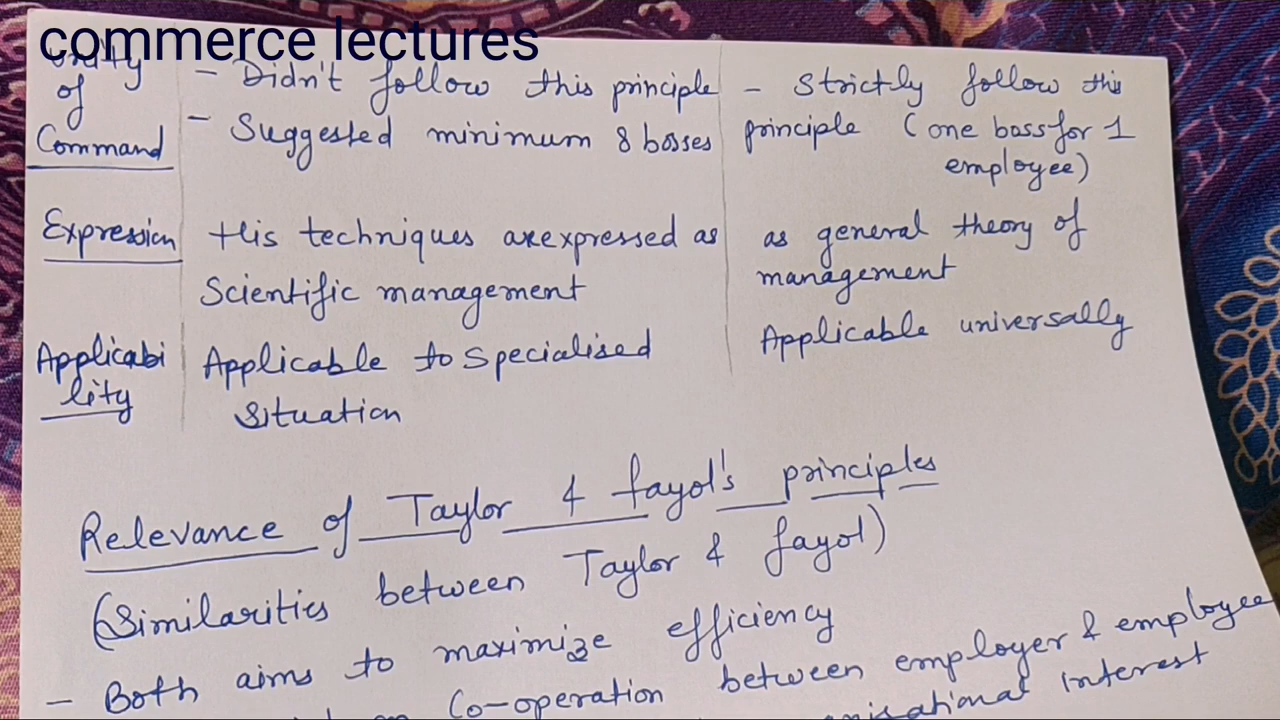 commerce lectures
Unity of Command
- Didn't follow this principle
- Suggested minimum 8 bosses
- Strictly follow this
principle (one boss for 1
employee)
Expression
His techniques are expressed as
Scientific management
as general theory of
management
Applicabi
lity
Applicable to Specialised
Situation
Applicable universally
Relevance of Taylor & fayol's principles
(Similarities between Taylor & fayol)
- Both aims to maximize efficiency
Co-operation between employer & employee
interest